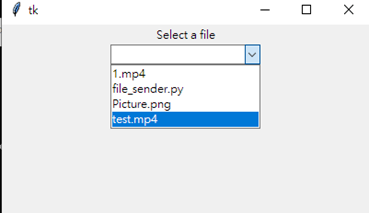 tk
Select a file
1.mp4
file_sender.py
Picture.png
test.mp4